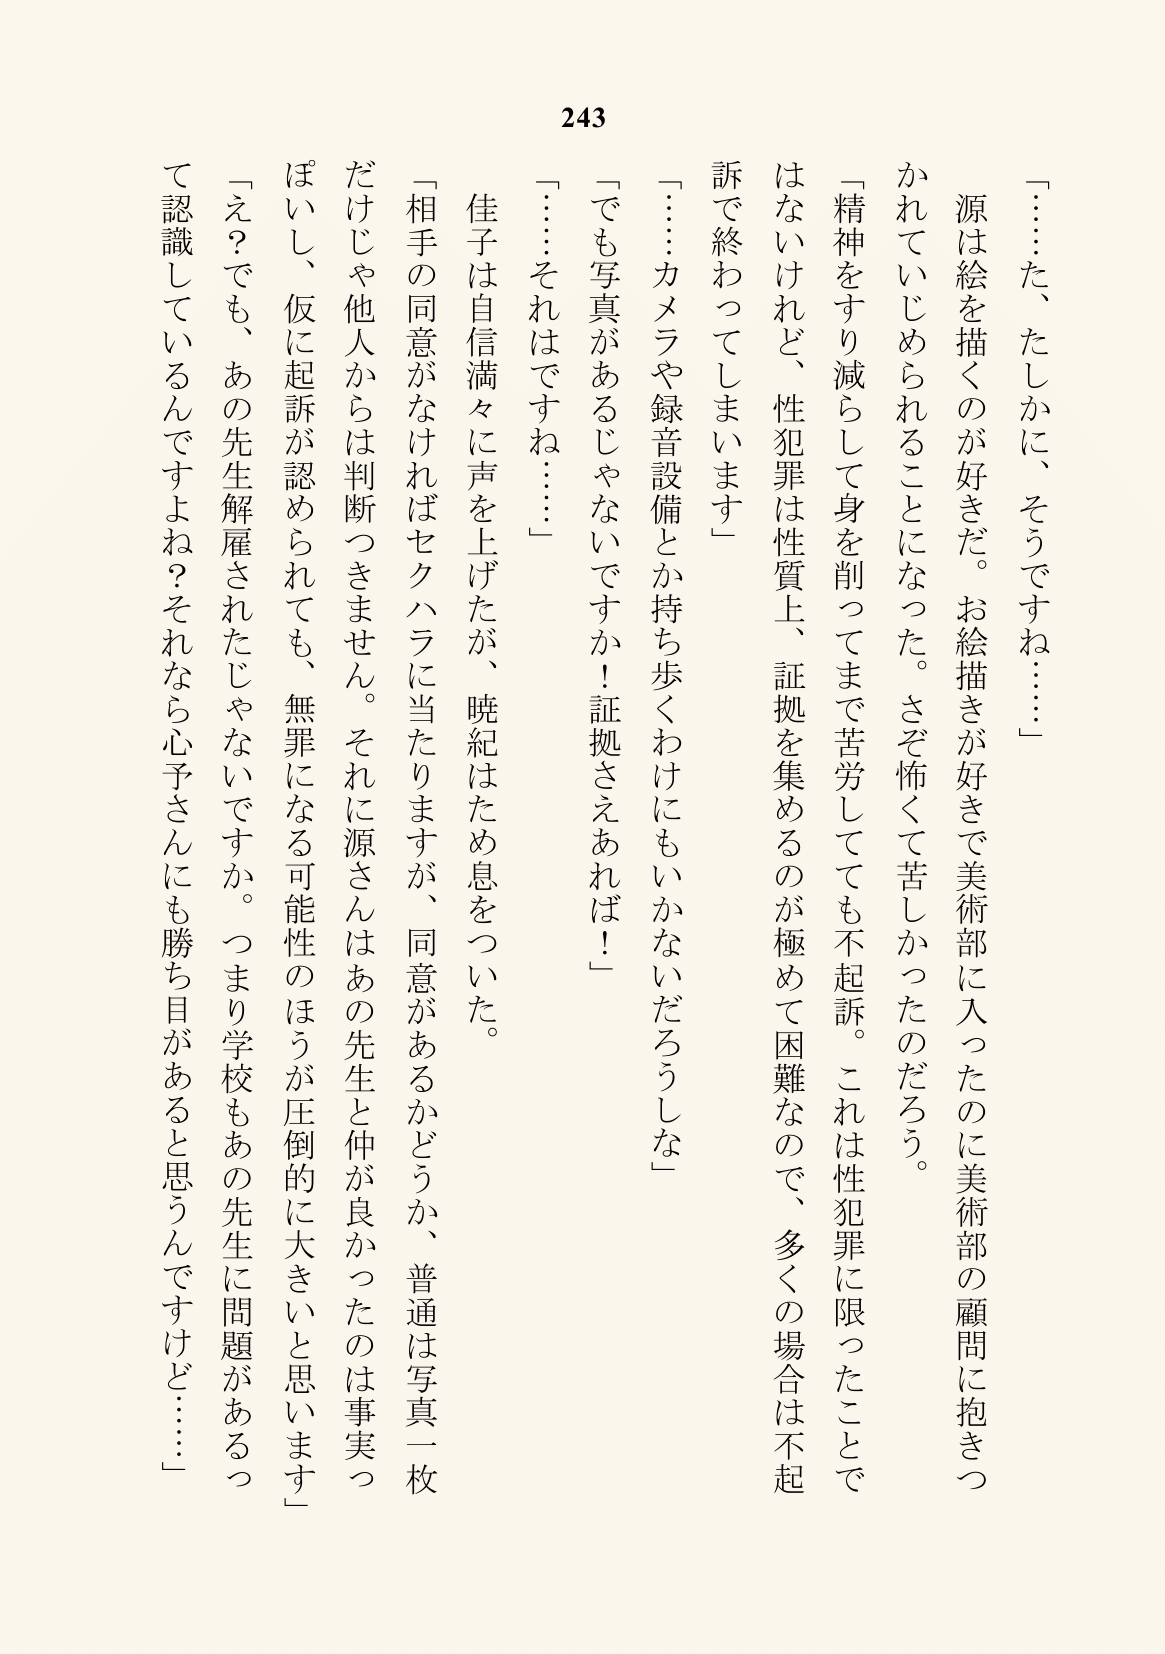 243
「……た、たしかに、そうですね……」
　源は絵を描くのが好きだ。お絵描きが好きで美術部に入ったのに美術部の顧問に抱きつ
かれていじめられることになった。さぞ怖くて苦しかったのだろう。
「精神をすり減らして身を削ってまで苦労してても不起訴。これは性犯罪に限ったことで
はないけれど、性犯罪は性質上、証拠を集めるのが極めて困難なので、多くの場合は不起
訴で終わってしまいます」
「……カメラや録音設備とか持ち歩くわけにもいかないだろうしな」
「でも写真があるじゃないですか！証拠さえあれば！」
「……それはですね……」
　佳子は自信満々に声を上げたが、暁紀はため息をついた。
「相手の同意がなければセクハラに当たりますが、同意があるかどうか、普通は写真一枚
だけじゃ他人からは判断つきません。それに源さんはあの先生と仲が良かったのは事実っ
ぽいし、仮に起訴が認められても、無罪になる可能性のほうが圧倒的に大きいと思います」
「え？でも、あの先生解雇されたじゃないですか。つまり学校もあの先生に問題があるっ
て認識しているんですよね？それなら心予さんにも勝ち目があると思うんですけど……」